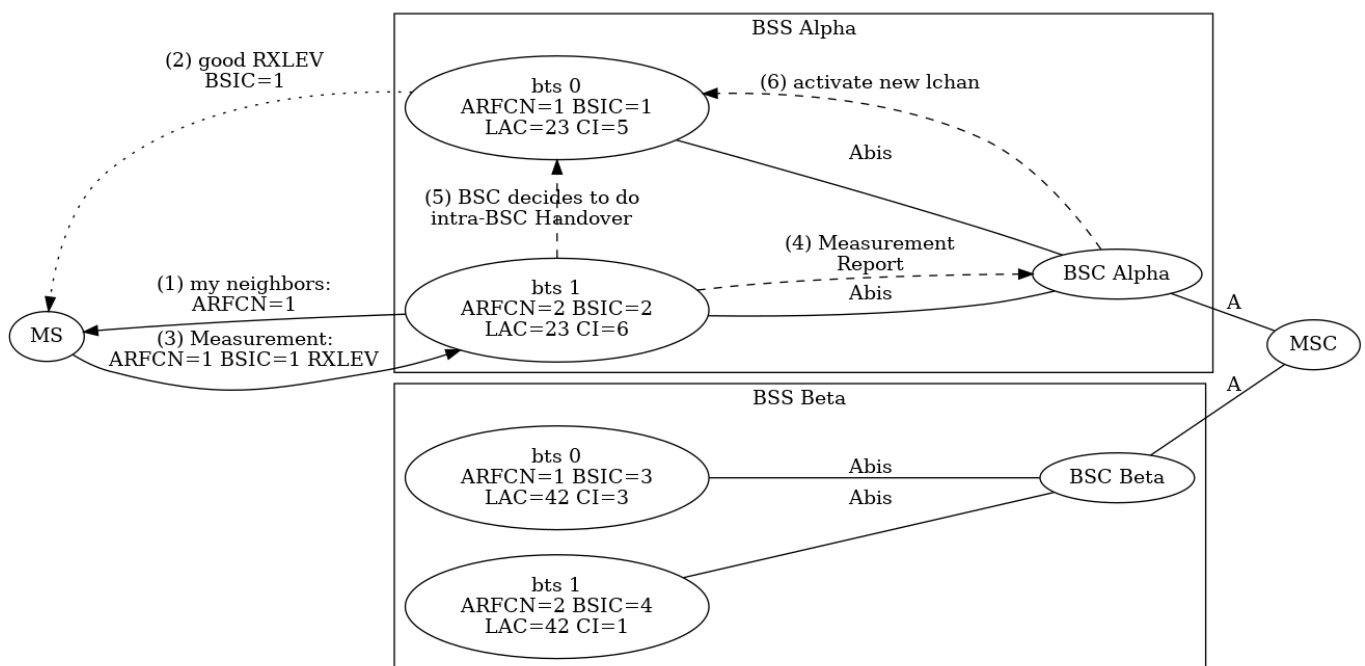 BSS Alpha
(2) good RXLEV
BSIC=1
bts 0
ARFCN=1 BSIC=1
LAC=23 CI=5
(6) activate new lchan
Abis
(5) BSC decides to do
intra-BSC Handover
(4) Measurement
Report
BSC Alpha
(1) my neighbors:
ARFCN=1
bts 1
ARFCN=2 BSIC=2
LAC=23 CI=6
Abis
A
MS
(3) Measurement:
ARFCN=1 BSIC=1 RXLEV
MSC
A
BSS Beta
bts 0
ARFCN=1 BSIC=3
LAC=42 CI=3
Abis
BSC Beta
Abis
bts 1
ARFCN=2 BSIC=4
LAC=42 CI=1